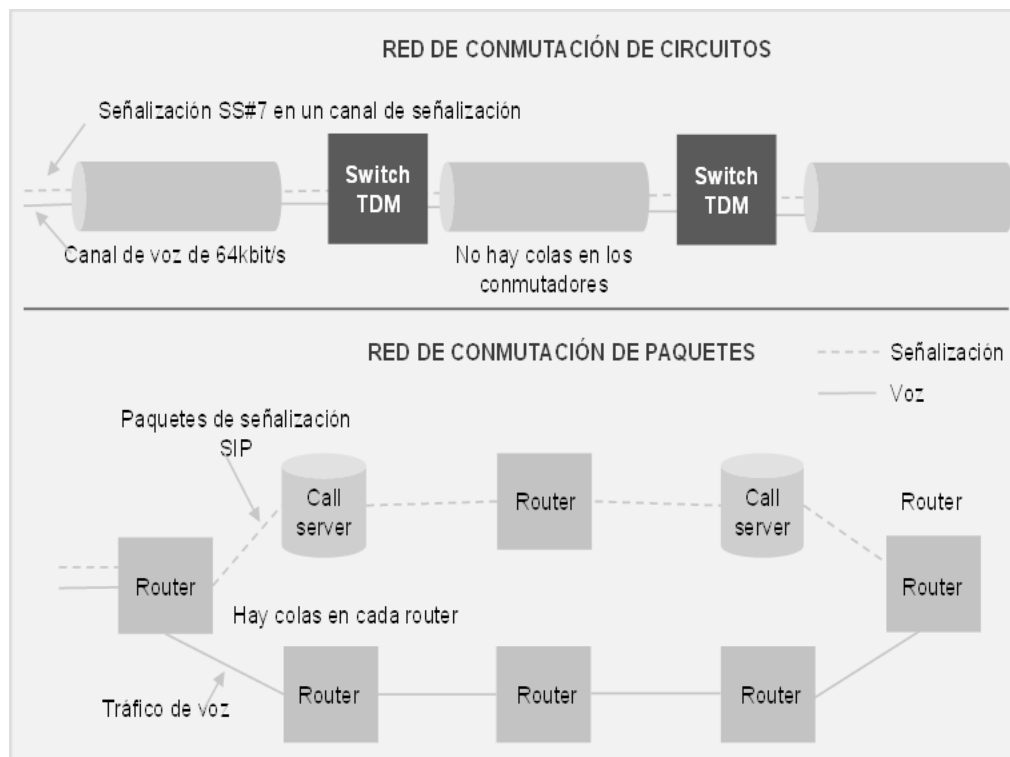 RED DE CONMUTACIÓN DE CIRCUITOS
Señalización SS#7 en un canal de señalización
Switch
TDM
Switch
TDM
Canal de voz de 64kbit/s
No hay colas en los
conmutadores
RED DE CONMUTACIÓN DE PAQUETES
Señalización
Voz
Paquetes de señalización
SIP
Call
server
Router
Call
server
Router
Router
Router
Hay colas en cada router
Router
Router
Router
Tráfico de voz